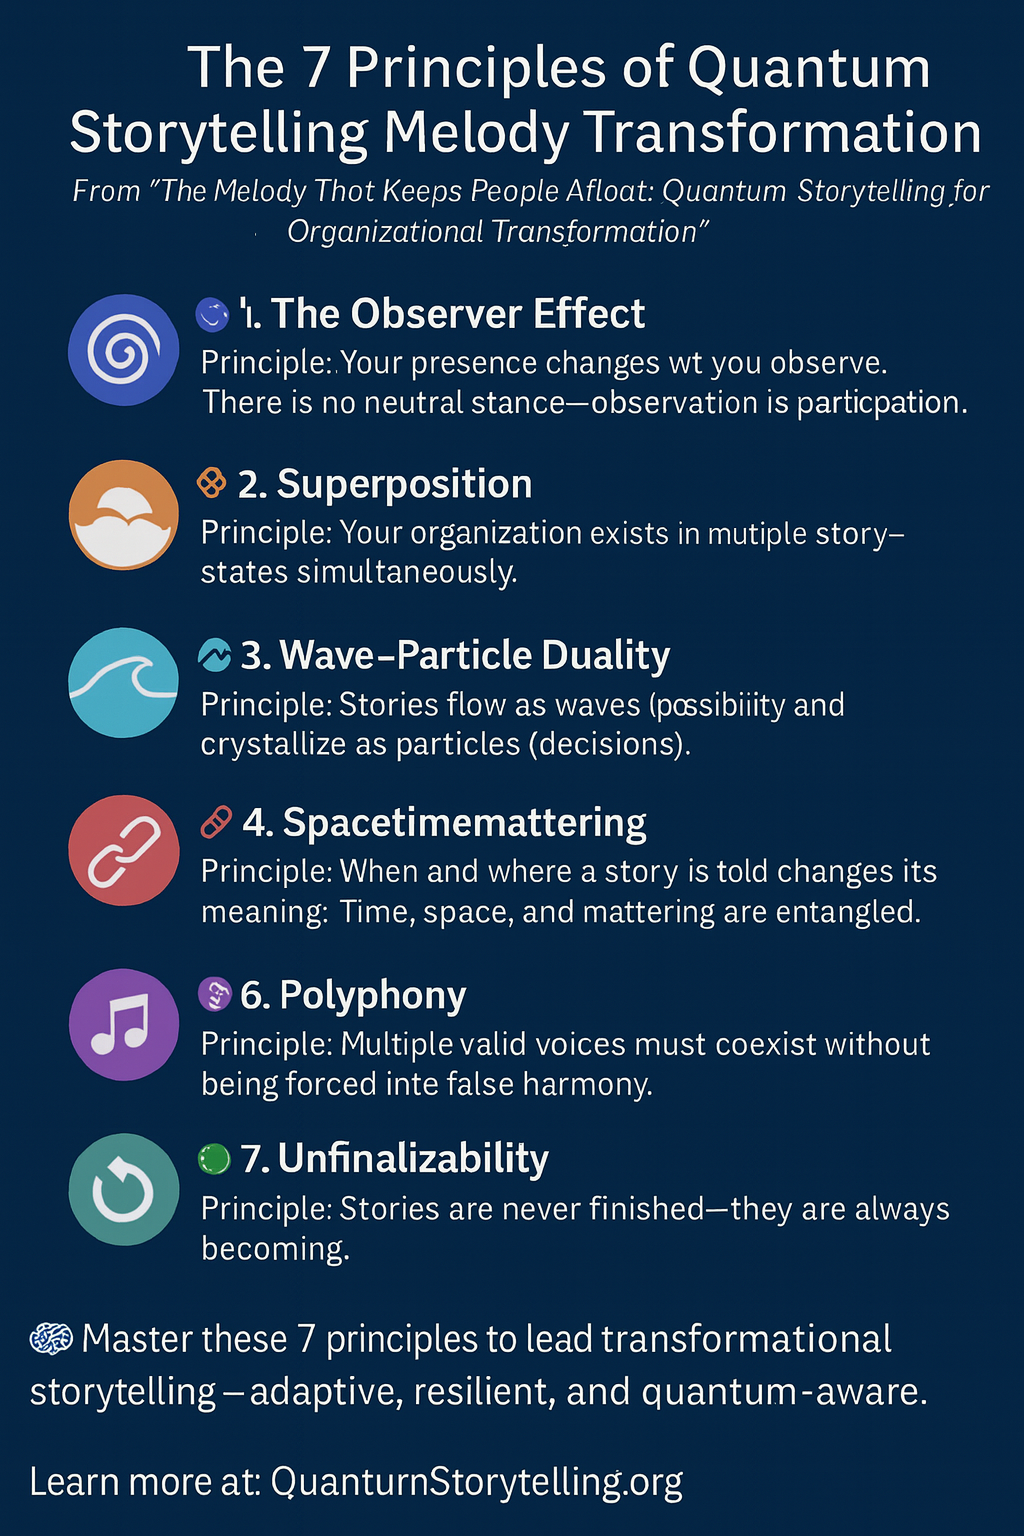 The 7 Principles of Quantum
Storytelling Melody Transformation
From "The Melody Thot Keeps People Afloat: Quantum Storytelling for
Organizational Transformation"
1. The Observer Effect
Principle: Your presence changes wt you observe.
There is no neutral stance—observation is particpation.
2. Superposition
Principle: Your organization exists in mutiple story–
states simultaneously.
3. Wave–Particle Duality
Principle: Stories flow as waves (possibiiity and
crystallize as particles (decisions).
4. Spacetimemattering
Principle: When and where a story is told changes its
meaning: Time, space, and mattering are entangled.
6. Polyphony
Principle: Multiple valid voices must coexist without
being forced inte false harmony.
7. Unfinalizability
Principle: Stories are never finished—they are always
becoming.
Master these 7 principles to lead transformational
storytelling – adaptive, resilient, and quantum-aware.
Learn more at: QuanturnStorytelling.org